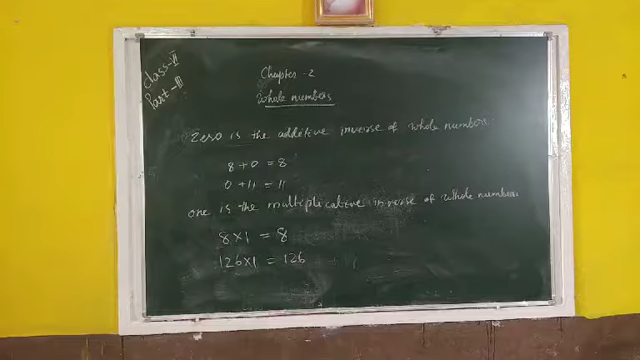 Class-VI
Part-III
Chapter-2
Whole numbers
Zero is the additive inverse of whole numbers.
8+0 = 8
0+11 = 11
one is the multiplicative inverse of Whole numbers
8×1 = 8
126×1 = 126